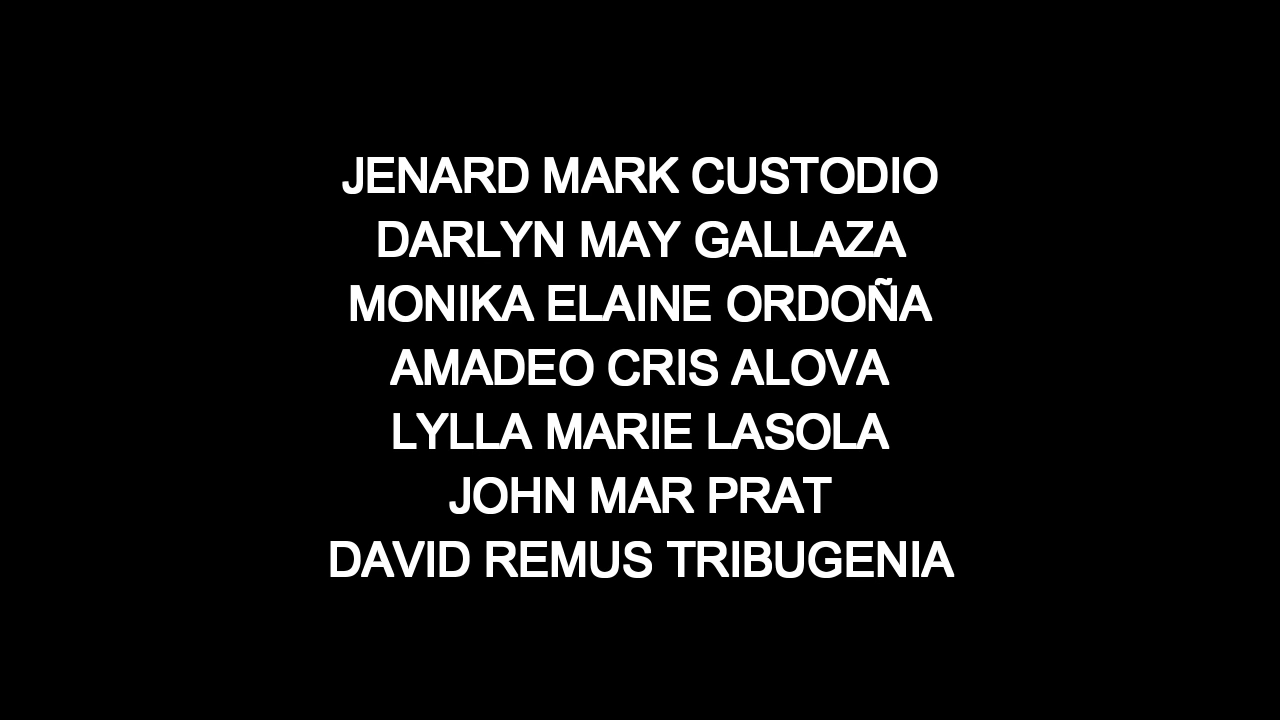 JENARD MARK CUSTODIO
DARLYN MAY GALLAZA
MONIKA ELAINE ORDOÑA
AMADEO CRIS ALOVA
LYLLA MARIE LASOLA
JOHN MAR PRAT
DAVID REMUS TRIBUGENIA